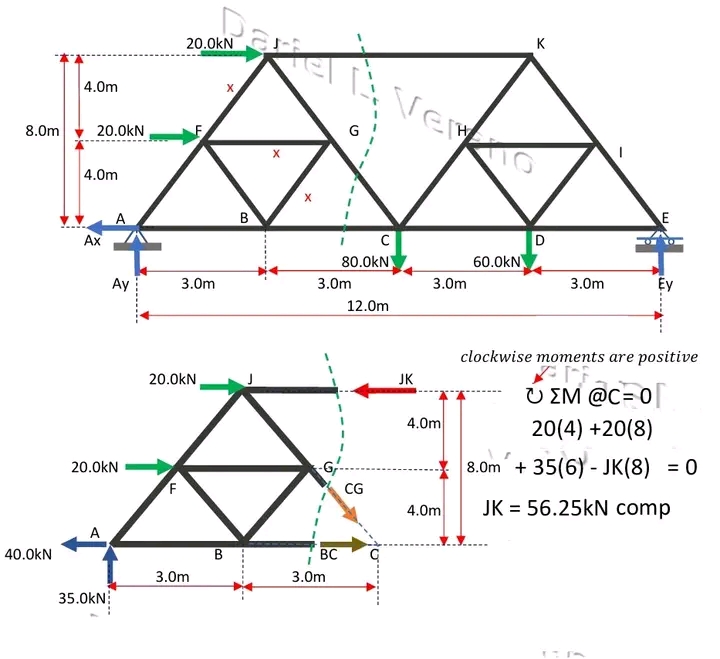 Dariel L. Verano
20.0kN
J
K
4.0m
x
8.0m
20.0kN
F
G
H
I
x
4.0m
x
A
B
C
D
E
Ax
80.0kN
60.0kN
Ay
3.0m
3.0m
3.0m
3.0m
Ey
12.0m
clockwise moments are positive
20.0kN
J
JK
↻ ΣM @C = 0
4.0m
20(4) +20(8)
20.0kN
G
8.0m
+ 35(6) - JK(8) = 0
F
CG
4.0m
JK = 56.25kN comp
A
40.0kN
B
BC
C
3.0m
3.0m
35.0kN